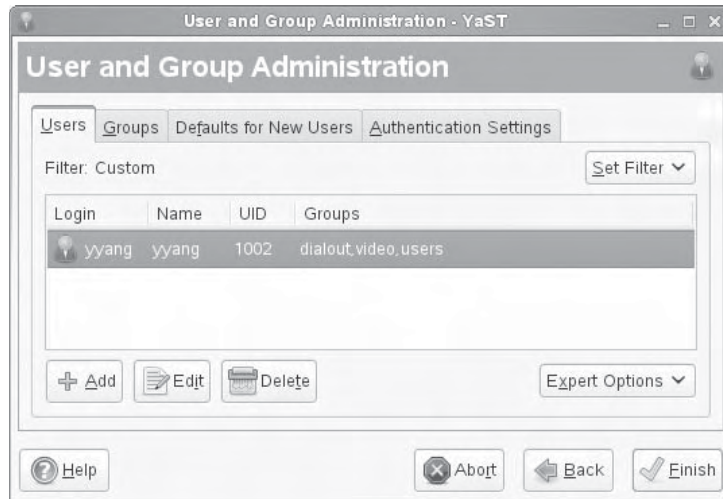 User and Group Administration - YaST
User and Group Administration
Users Groups Defaults for New Users Authentication Settings
Filter: Custom Set Filter
Login Name UID Groups
yyang yyang 1002 dialout,video,users
Add Edit Delete Expert Options
Help Abort Back Finish